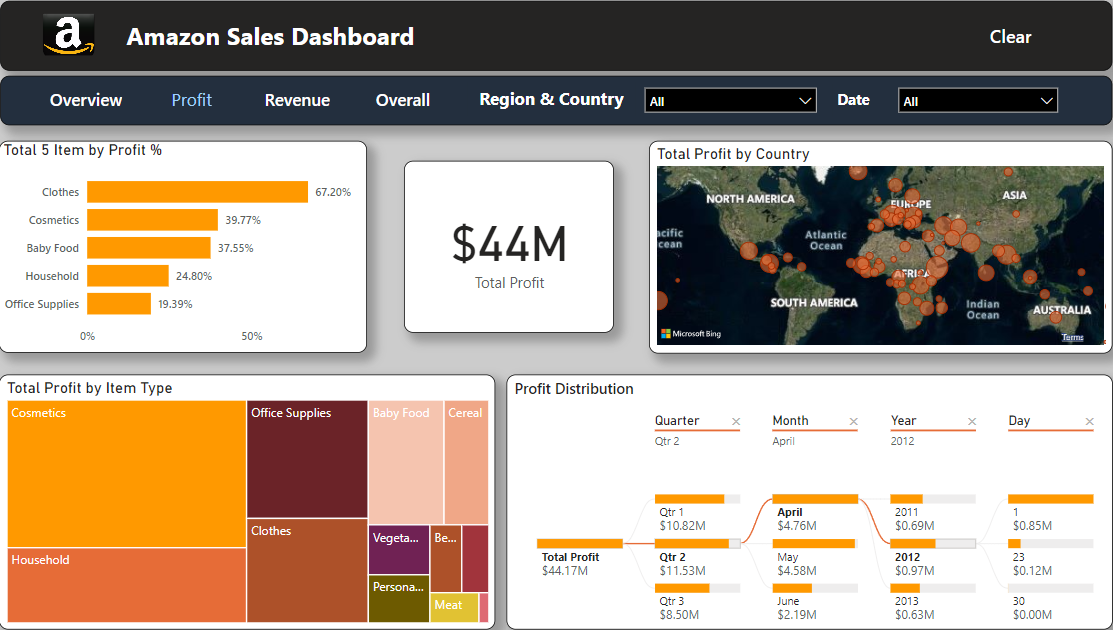 a
Amazon Sales Dashboard
Clear
Overview
Profit
Revenue
Overall
Region & Country
All
Date
All
Total 5 Item by Profit %
Clothes
67.20%
Cosmetics
39.77%
Baby Food
37.55%
Household
24.80%
Office Supplies
19.39%
0%
50%
$44M
Total Profit
Total Profit by Country
NORTH AMERICA
EUROPE
ASIA
acific
cean
Atlantic
Ocean
AFRICA
SOUTH AMERICA
Indian
Ocean
AUSTRALIA
Microsoft Bing
Terms
Total Profit by Item Type
Cosmetics
Household
Office Supplies
Clothes
Baby Food
Cereal
Vegeta...
Be...
Persona...
Meat
Profit Distribution
Quarter
Qtr 2
Month
April
Year
2012
Day
Total Profit
$44.17M
Qtr 1
$10.82M
Qtr 2
$11.53M
Qtr 3
$8.50M
April
$4.76M
May
$4.58M
June
$2.19M
2011
$0.69M
2012
$0.97M
2013
$0.63M
1
$0.85M
23
$0.12M
30
$0.00M